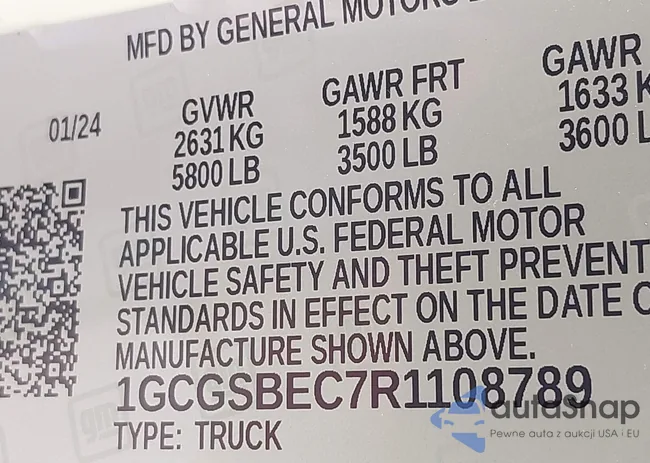 MFD BY GENERAL MOTORS
01/24
GVWR
2631 KG
5800 LB
GAWR FRT
1588 KG
3500 LB
GAWR
1633 K
3600 L
THIS VEHICLE CONFORMS TO ALL
APPLICABLE U.S. FEDERAL MOTOR
VEHICLE SAFETY AND THEFT PREVENT
STANDARDS IN EFFECT ON THE DATE O
MANUFACTURE SHOWN ABOVE.
1GCGSBEC7R1108789
TYPE: TRUCK
autoSnap
Pewne auta z aukcji USA i EU